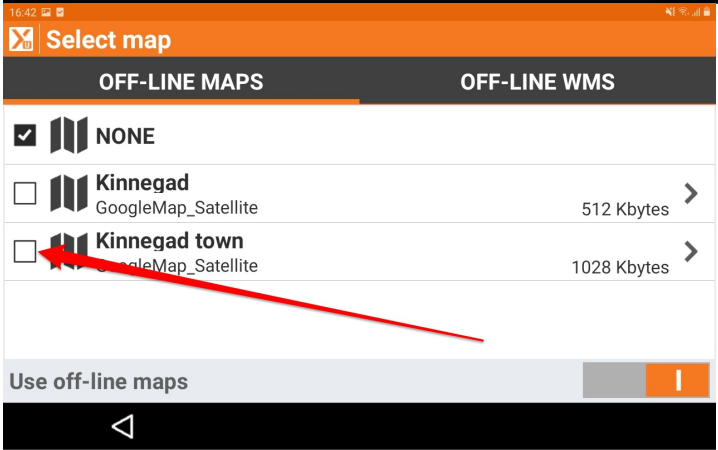 16:42
Select map
OFF-LINE MAPS
OFF-LINE WMS
NONE
Kinnegad
GoogleMap_Satellite
512 Kbytes
Kinnegad town
GoogleMap_Satellite
1028 Kbytes
Use off-line maps